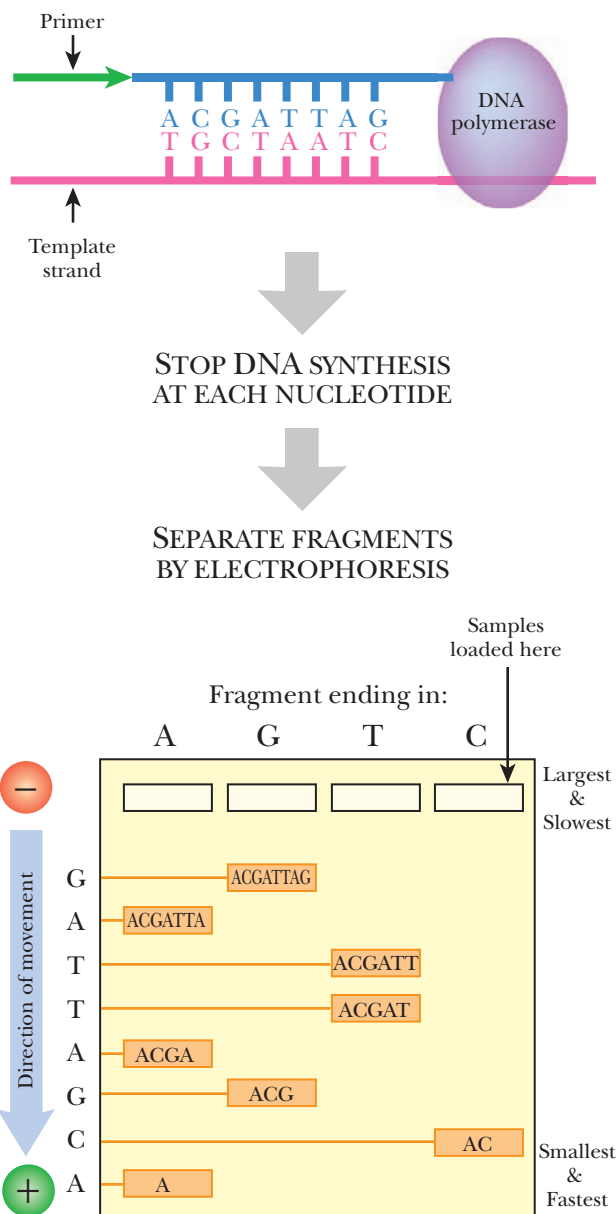 Primer
DNA
polymerase
A C G A T T A G
T G C T A A T C
Template
strand
STOP DNA SYNTHESIS
AT EACH NUCLEOTIDE
SEPARATE FRAGMENTS
BY ELECTROPHORESIS
Samples
loaded here
Fragment ending in:
A G T C
−
Largest
&
Slowest
Direction of movement
G ACGATTAG
A ACGATTA
T ACGATT
T ACGAT
A ACGA
G ACG
C AC
A A
+
Smallest
&
Fastest